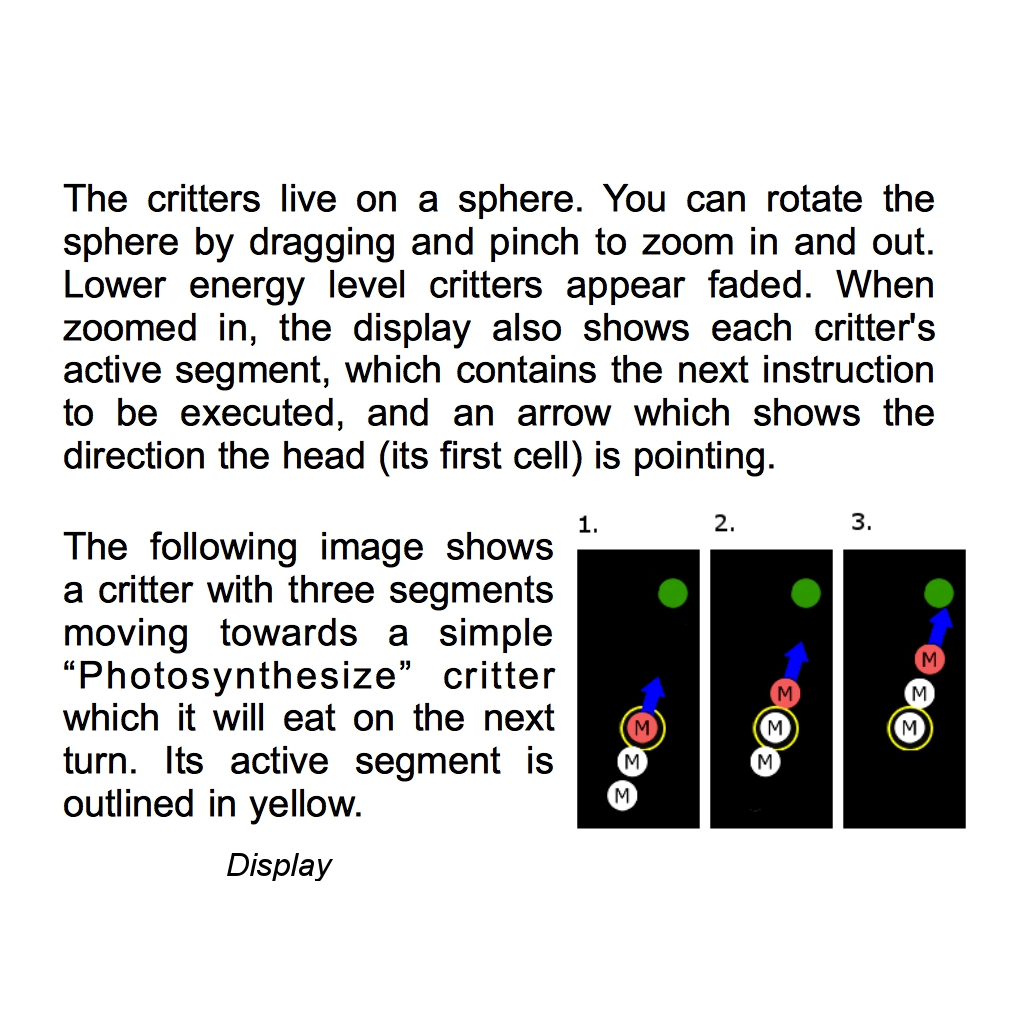 The critters live on a sphere. You can rotate the
sphere by dragging and pinch to zoom in and out.
Lower energy level critters appear faded. When
zoomed in, the display also shows each critter's
active segment, which contains the next instruction
to be executed, and an arrow which shows the
direction the head (its first cell) is pointing.
The following image shows
a critter with three segments
moving towards a simple
“Photosynthesize” critter
which it will eat on the next
turn. Its active segment is
outlined in yellow.
Display
1. 2. 3.
M
M
M
M
M
M
M
M
M